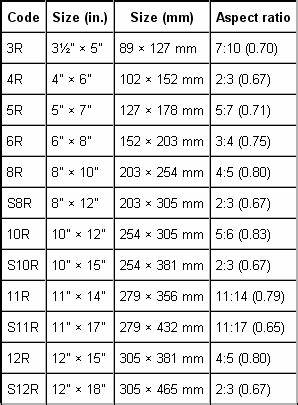 Code Size (in.) Size (mm) Aspect ratio
3R 3½" × 5" 89 × 127 mm 7:10 (0.70)
4R 4" × 6" 102 × 152 mm 2:3 (0.67)
5R 5" × 7" 127 × 178 mm 5:7 (0.71)
6R 6" × 8" 152 × 203 mm 3:4 (0.75)
8R 8" × 10" 203 × 254 mm 4:5 (0.80)
S8R 8" × 12" 203 × 305 mm 2:3 (0.67)
10R 10" × 12" 254 × 305 mm 5:6 (0.83)
S10R 10" × 15" 254 × 381 mm 2:3 (0.67)
11R 11" × 14" 279 × 356 mm 11:14 (0.79)
S11R 11" × 17" 279 × 432 mm 11:17 (0.65)
12R 12" × 15" 305 × 381 mm 4:5 (0.80)
S12R 12" × 18" 305 × 465 mm 2:3 (0.67)